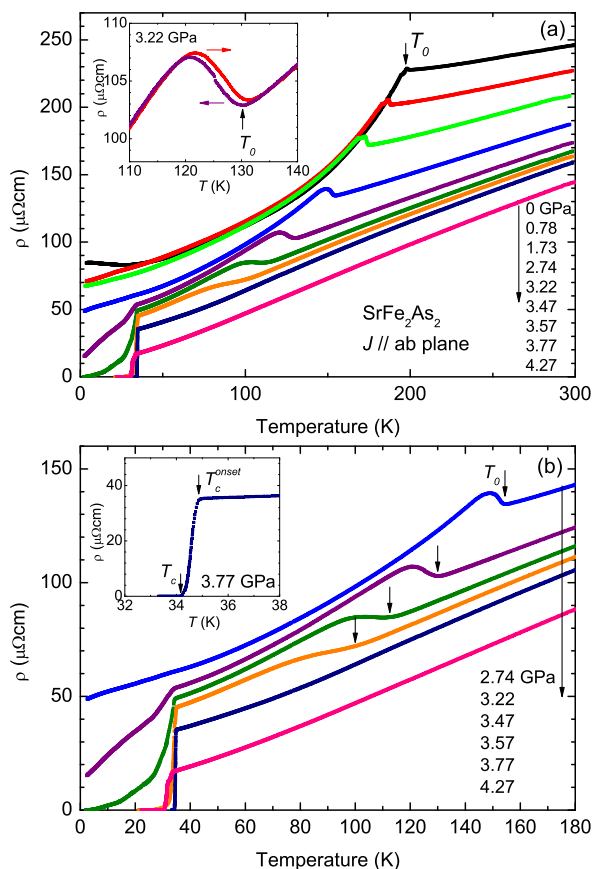 (a)
250
200
150
100
50
0
ρ (μΩcm)
0
100
200
300
Temperature (K)
T0
0 GPa
0.78
1.73
2.74
3.22
3.47
3.57
3.77
4.27
SrFe2As2
J // ab plane
3.22 GPa
109
106
103
100
ρ (μΩcm)
110
120
130
140
T (K)
T0
(b)
150
100
50
0
ρ (μΩcm)
0
20
40
60
80
100
120
140
160
180
Temperature (K)
T0
2.74 GPa
3.22
3.47
3.57
3.77
4.27
60
40
20
0
ρ (μΩcm)
32
34
36
38
T (K)
Tc onset
Tc
3.77 GPa